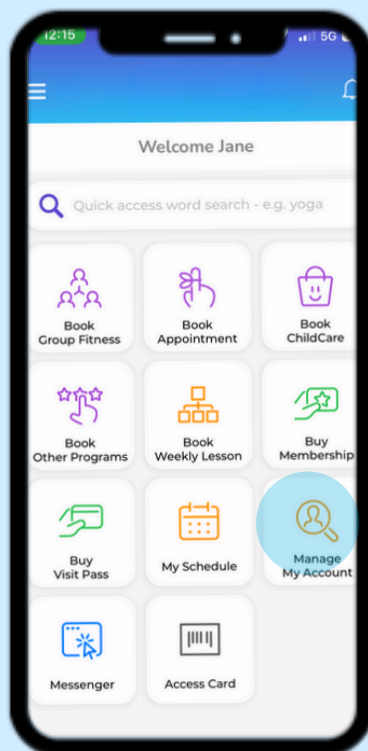 12:15
5G
Welcome Jane
Quick access word search - e.g. yoga
Book
Group Fitness
Book
Appointment
Book
ChildCare
Book
Other Programs
Book
Weekly Lesson
Buy
Membership
Buy
Visit Pass
My Schedule
Manage
My Account
Messenger
Access Card